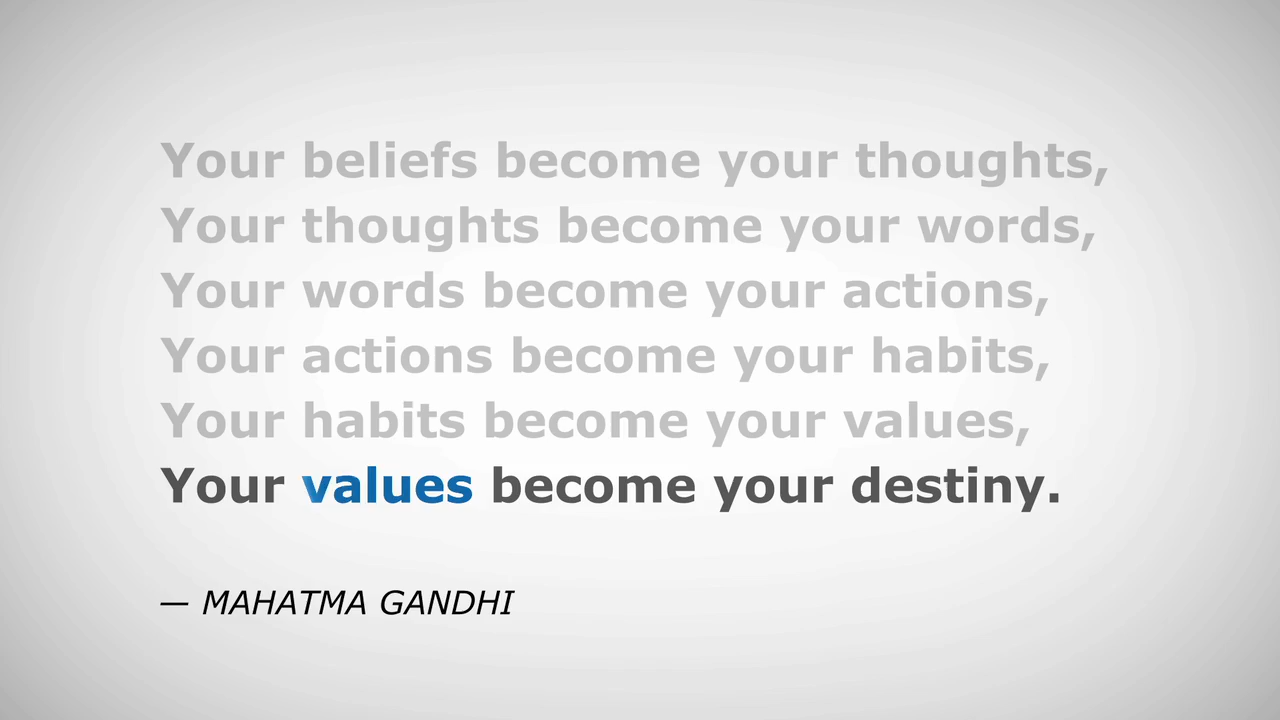 Your beliefs become your thoughts,
Your thoughts become your words,
Your words become your actions,
Your actions become your habits,
Your habits become your values,
Your values become your destiny.
— MAHATMA GANDHI